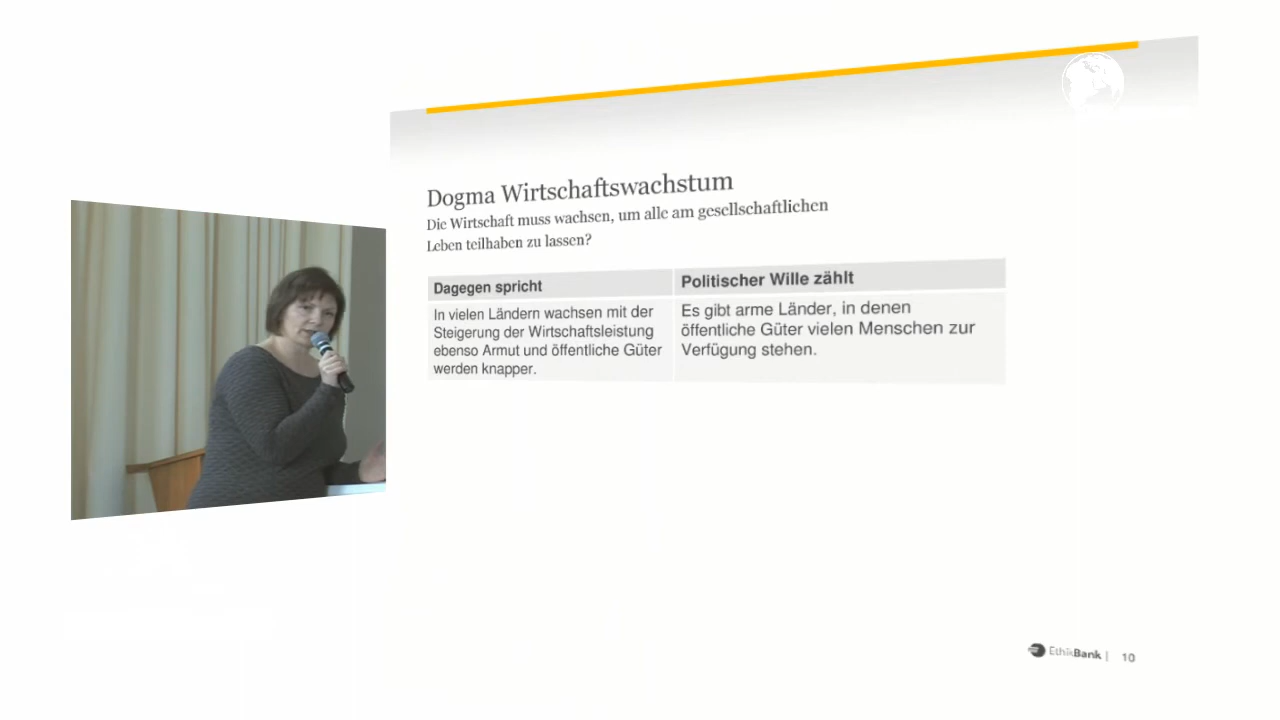 Dogma Wirtschaftswachstum
Die Wirtschaft muss wachsen, um alle am gesellschaftlichen
Leben teilhaben zu lassen?
Dagegen spricht
In vielen Ländern wachsen mit der
Steigerung der Wirtschaftsleistung
ebenso Armut und öffentliche Güter
werden knapper.
Politischer Wille zählt
Es gibt arme Länder, in denen
öffentliche Güter vielen Menschen zur
Verfügung stehen.
EthikBank | 10